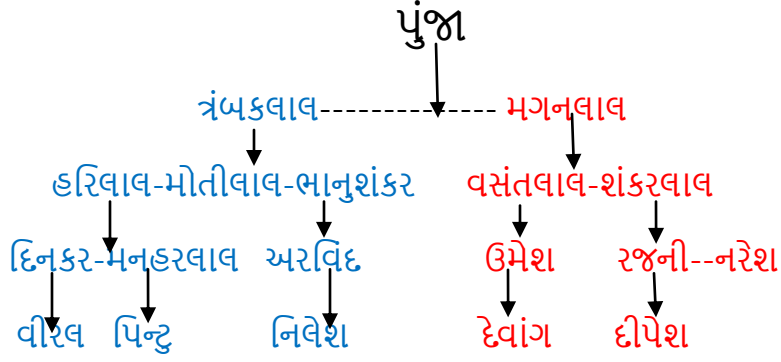 પુંજા
ત્રંબકલાલ---------------- મગનલાલ
હરિલાલ-મોતીલાલ-ભાનુશંકર વસંતલાલ-શંકરલાલ
દિનકર-મનહરલાલ અરવિંદ ઉમેશ રજની--નરેશ
વીરલ પિન્ટુ નિલેશ દેવાંગ દીપેશ